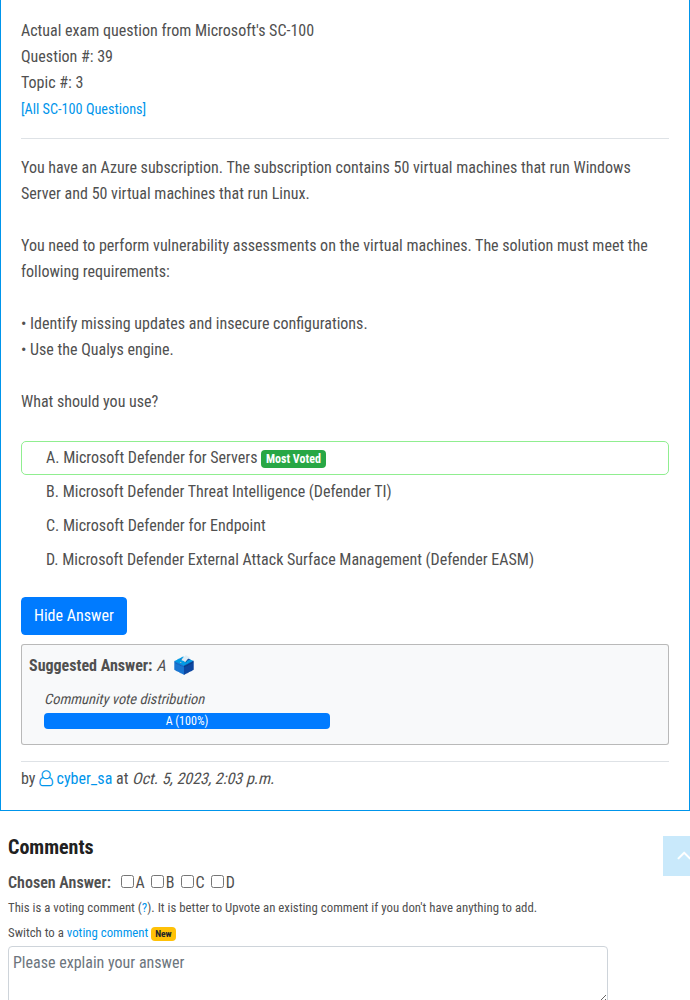 Actual exam question from Microsoft's SC-100
Question #: 39
Topic #: 3
[All SC-100 Questions]
You have an Azure subscription. The subscription contains 50 virtual machines that run Windows
Server and 50 virtual machines that run Linux.
You need to perform vulnerability assessments on the virtual machines. The solution must meet the
following requirements:
• Identify missing updates and insecure configurations.
• Use the Qualys engine.
What should you use?
A. Microsoft Defender for Servers Most Voted
B. Microsoft Defender Threat Intelligence (Defender TI)
C. Microsoft Defender for Endpoint
D. Microsoft Defender External Attack Surface Management (Defender EASM)
Hide Answer
Suggested Answer: A
Community vote distribution
A (100%)
by cyber_sa at Oct. 5, 2023, 2:03 p.m.
Comments
Chosen Answer: A B C D
This is a voting comment (?). It is better to Upvote an existing comment if you don't have anything to add.
Switch to a voting comment New
Please explain your answer